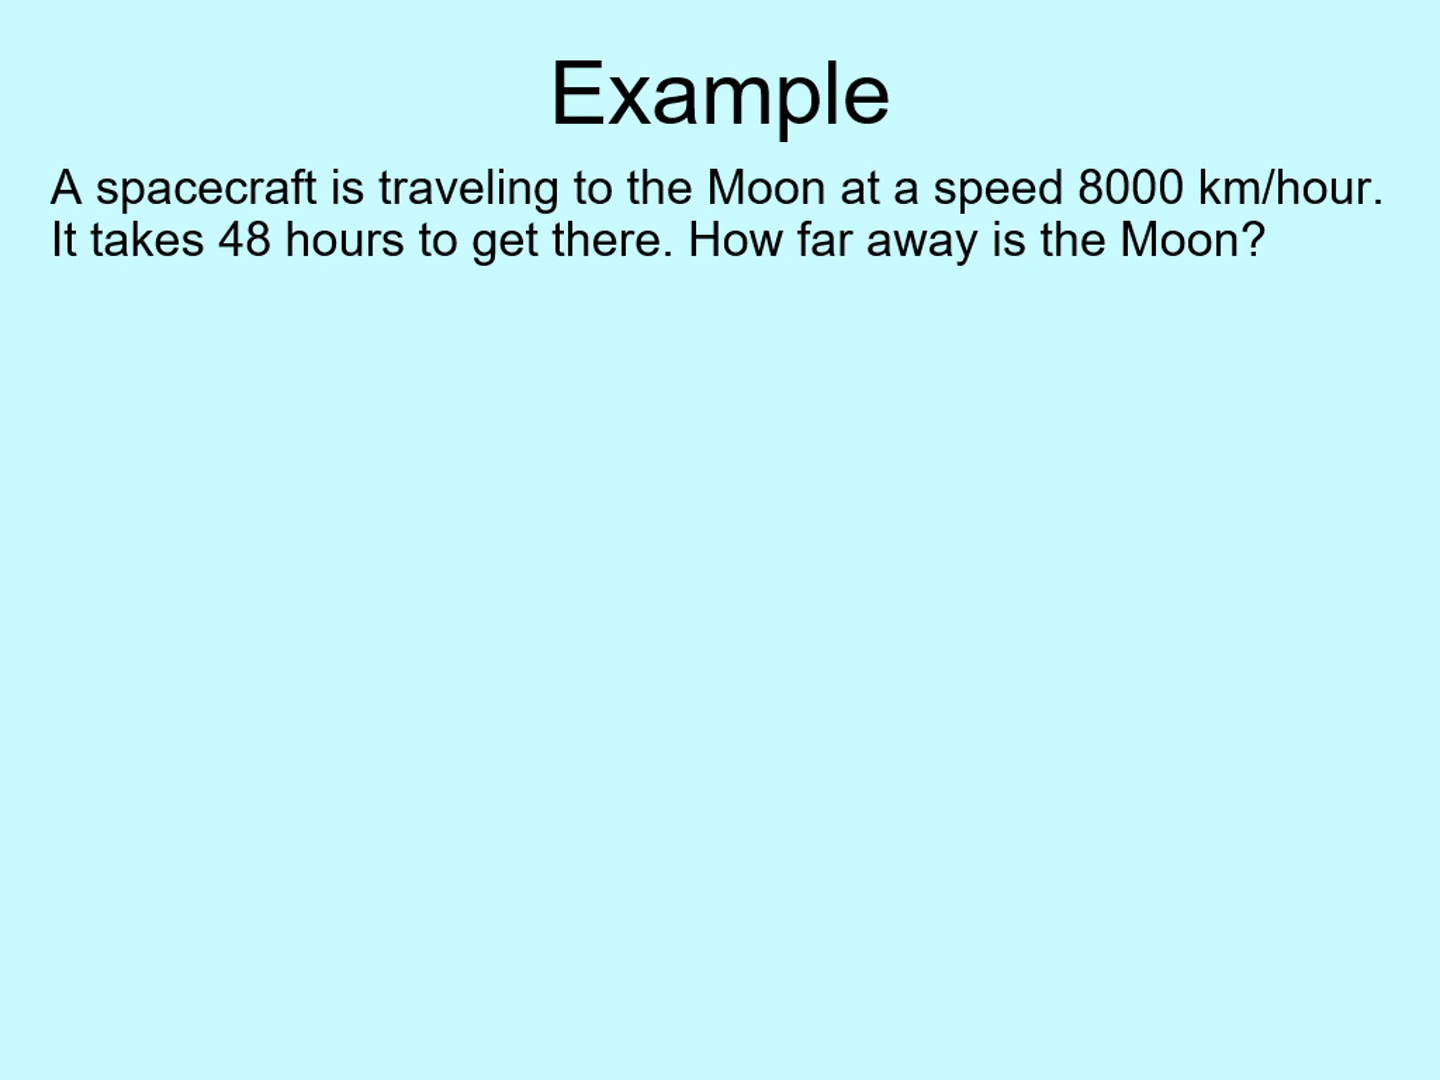 Example
A spacecraft is traveling to the Moon at a speed 8000 km/hour.
It takes 48 hours to get there. How far away is the Moon?